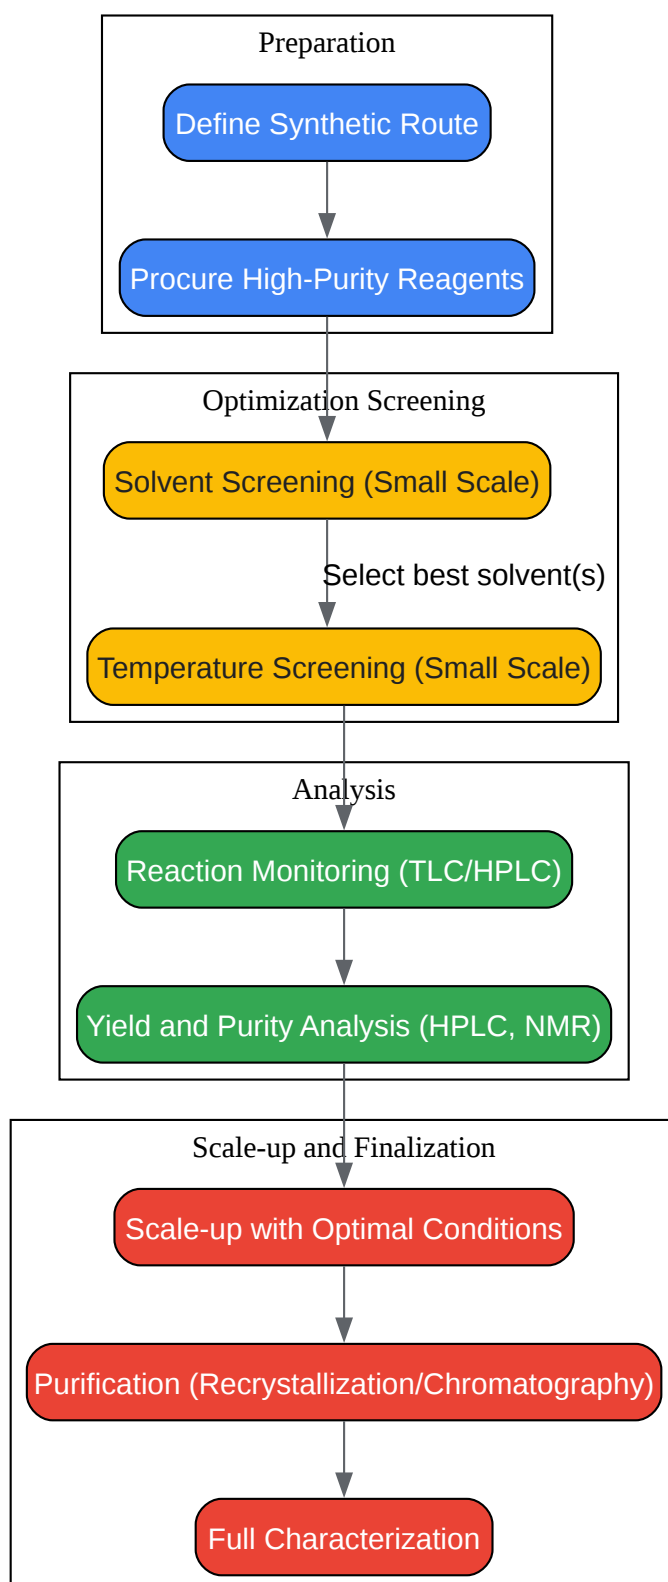 Preparation
Define Synthetic Route
Procure High-Purity Reagents
Optimization Screening
Solvent Screening (Small Scale)
Select best solvent(s)
Temperature Screening (Small Scale)
Analysis
Reaction Monitoring (TLC/HPLC)
Yield and Purity Analysis (HPLC, NMR)
Scale-up and Finalization
Scale-up with Optimal Conditions
Purification (Recrystallization/Chromatography)
Full Characterization